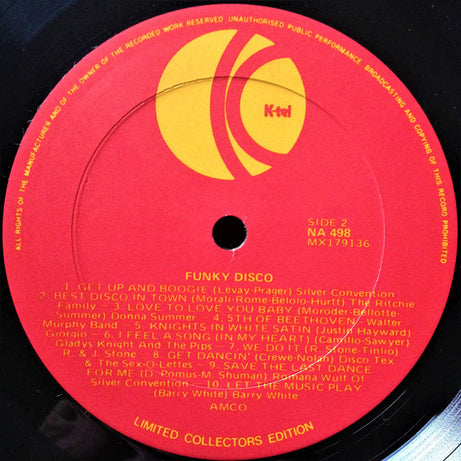 ALL RIGHTS OF THE MANUFACTURER AND OF THE OWNER OF THE RECORDED WORK RESERVED UNAUTHORISED PUBLIC PERFORMANCE, BROADCASTING AND COPYING OF THIS RECORD PROHIBITED
K-tel
SIDE 2
NA 498
MX179136
FUNKY DISCO
1. GET UP AND BOOGIE (Levay-Prager) Silver Convention
2. BEST DISCO IN TOWN (Morali-Rome-Belolo-Hurtt) The Ritchie
Family – 3. LOVE TO LOVE YOU BABY (Moroder-Bellotte-
Summer) Donna Summer – 4. 5TH OF BEETHOVEN, Walter
Murphy Band – 5. KNIGHTS IN WHITE SATIN (Justin Hayward)
Giorgio – 6. I FEEL A SONG (IN MY HEART) (Camillo-Sawyer)
Gladys Knight And The Pips – 7. WE DO IT (R. Stone-Tinlio)
R. & J. Stone – 8. GET DANCIN' (Crewe-Nolan) Disco Tex
& The Sex-O-Lettes – 9. SAVE THE LAST DANCE
FOR ME (D. Pomus-M. Shuman) Romana Wulf Of
Silver Convention – 10. LET THE MUSIC PLAY
(Barry White) Barry White
AMCO
LIMITED COLLECTORS EDITION